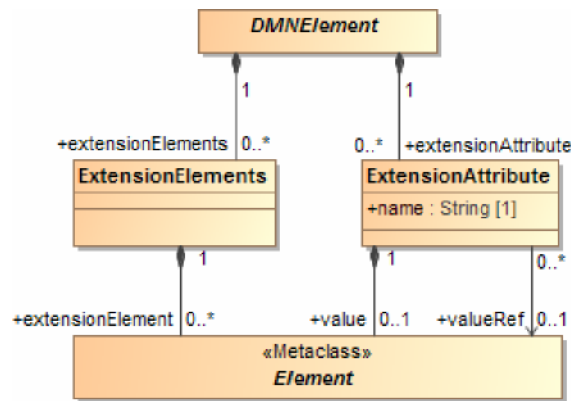 DMNElement
1 1
+extensionElements 0..* 0..* +extensionAttribute
ExtensionElements
ExtensionAttribute
+name : String [1]
1 1 0..*
+extensionElement 0..* +value 0..1 +valueRef 0..1
«Metaclass»
Element